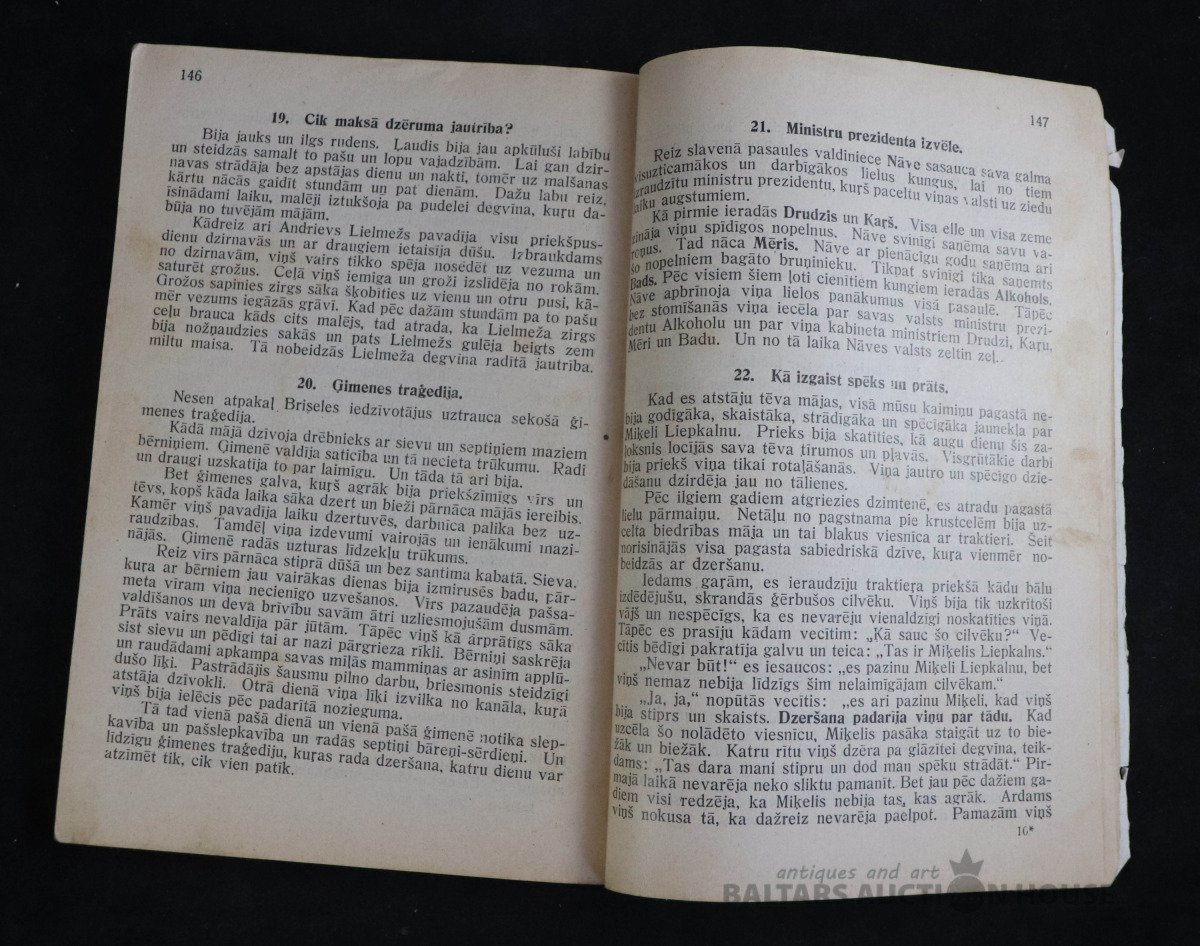 146
19. Cik maksā dzēruma jautrība?
Bija jauks un ilgs rudens. Ļaudis bija jau apkūluši labību
un steidzās samalt to pašu un lopu vajadzībām. Lai gan dzir-
navas strādāja bez apstājas dienu un nakti, tomēr uz malšanas
kārtu nācās gaidīt stundām un pat dienām. Dažu labu reiz,
īsinādami laiku, malēji iztukšoja pa pudelei degvīna, kuŗu da-
būja no tuvējām mājām.
Kādreiz ari Andrievs Lielmežs pavadīja visu priekšpus-
dienu dzirnavās un ar draugiem ietaisīja dūšu. Izbraukdams
no dzirnavām, viņš vairs tikko spēja nosēdēt uz vezuma un
saturēt grožus. Ceļā viņš iemiga un groži izslīdēja no rokām.
Grožos sapinies zirgs sāka šķobīties uz vienu un otru pusi, kā-
mēr vezums iegāzās grāvī. Kad pēc dažām stundām pa to pašu
ceļu brauca kāds cits malējs, tad atrada, ka Lielmeža zirgs
bija nožņaudzies sakās un pats Lielmežs gulēja beigts zem
miltu maisa. Tā nobeidzās Lielmeža degvīna radītā jautrība.
20. Ģimenes traģedija.
Nesen atpakaļ Briseles iedzīvotājus uztrauca sekošā ģi-
menes traģedija.
Kādā mājā dzīvoja drēbnieks ar sievu un septiņiem maziem
bērniņiem. Ģimenē valdīja saticība un tā necieta trūkumu. Radi
un draugi uzskatīja to par laimīgu. Un tāda tā ari bija.
Bet ģimenes galva, kuŗš agrāk bija priekšzīmīgs vīrs un
tēvs, kopš kāda laika sāka dzert un bieži pārnāca mājās iereibis.
Kamēr viņš pavadīja laiku dzertuvēs, darbnīca palika bez uz-
raudzības. Tamdēļ viņa izdevumi vairojās un ienākumi mazi-
nājās. Ģimenē radās uzturas līdzekļu trūkums.
Reiz vīrs pārnāca stiprā dūšā un bez santima kabatā. Sieva,
kuŗa ar bērniem jau vairākas dienas bija izmirusēs badu, pār-
meta vīram viņa necienīgo uzvešanos. Vīrs pazaudēja pašsa-
valdīšanos un deva brīvību savām ātri uzliesmojušām dusmām.
Prāts vairs nevaldīja pār jūtām. Tāpēc viņš kā ārprātīgs sāka
sist sievu un pēdīgi tai ar nazi pārgrieza rīkli. Bērniņi saskrēja
un raudādami apkampa savas mīļās mammiņas ar asinīm applū-
dušo līķi. Pastrādājis šausmu pilno darbu, briesmonis steidzīgi
atstāja dzīvokli. Otrā dienā viņa līķi izvilka no kanāla, kuŗā
viņš bija ielēcis pēc padarītā nozieguma.
Tā tad vienā pašā dienā un vienā pašā ģimenē notika slep-
kavība un pašslepkavība un radās septiņi bāreņi-sērdieņi. Un
līdzīgu ģimenes traģediju, kuŗas rada dzeršana, katru dienu var
atzīmēt tik, cik vien patīk.
147
21. Ministru prezidenta izvēle.
Reiz slavenā pasaules valdiniece Nāve sasauca sava galma
visuzticamākos un darbīgākos lielus kungus, lai no tiem
izraudzītu ministru prezidentu, kurš paceltu viņas valsti uz ziedu
laiku augstumiem.
Kā pirmie ieradās Drudzis un Kaŗš. Visa elle un visa zeme
zināja viņu spīdīgos nopelnus. Nāve svinīgi saņēma savu va-
roņus. Tad nāca Mēris. Nāve ar pienācīgu godu saņēma ari
šo nopelniem bagāto bruņinieku. Tikpat svinīgi tika saņemts
Bads. Pēc visiem šiem ļoti cienītiem kungiem ieradās Alkohols.
Nāve apbrīnoja viņa lielos panākumus visā pasaulē. Tāpēc
bez stomīšanās viņa iecēla par savas valsts ministru prezi-
dentu Alkoholu un par viņa kabineta ministriem Drudzi, Kaŗu,
Mēri un Badu. Un no tā laika Nāves valsts zeltin zeļ.
22. Kā izgaist spēks un prāts.
Kad es atstāju tēva mājas, visā mūsu kaimiņu pagastā ne-
bija godīgāka, skaistāka, strādīgāka un spēcīgāka jaunekļa par
Miķeli Liepkalnu. Prieks bija skatīties, kā augu dienu šis za-
ļoksnis locījās sava tēva tīrumos un pļavās. Visgrūtākie darbi
bija priekš viņa tikai rotaļāšanās. Viņa jautro un spēcīgo dzie-
dāšanu dzirdēja jau no tālienes.
Pēc ilgiem gadiem atgriezies dzimtenē, es atradu pagastā
lielu pārmaiņu. Netāļu no pagstnama pie krustcelēm bija uz-
celta biedrības māja un tai blakus viesnīca ar traktieri. Šeit
norisinājās visa pagasta sabiedriskā dzīve, kuŗa vienmēr no-
beidzās ar dzeršanu.
Iedams gaŗām, es ieraudzīju traktieŗa priekšā kādu bālu
izdēdējušu, skrandās ģērbušos cilvēku. Viņš bija tik uzkrītoši
vājš un nespēcīgs, ka es nevarēju vienaldzīgi noskatīties viņā.
Tāpēc es prasīju kādam vecītim: „Kā sauc šo cilvēku?“ Ve-
cītis bēdīgi pakratīja galvu un teica: „Tas ir Miķelis Liepkalns.“
„Nevar būt!“ es iesaucos: „es pazinu Miķeli Liepkalnu, bet
viņš nemaz nebija līdzīgs šim nelaimīgājam cilvēkam.“
„Ja, ja,“ nopūtās vecītis: „es ari pazinu Miķeli, kad viņš
bija stiprs un skaists. Dzeršana padarīja viņu par tādu. Kad
uzcēla šo nolādēto viesnīcu, Miķelis pasāka staigāt uz to bie-
žāk un biežāk. Katru rītu viņš dzēra pa glāzītei degvīna, teik-
dams: „Tas dara mani stipru un dod man spēku strādāt.“ Pir-
majā laikā nevarēja neko sliktu pamanīt. Bet jau pēc dažiem ga-
diem visi redzēja, ka Miķelis nebija tas, kas agrāk. Ardams
viņš nokusa tā, ka dažreiz nevarēja paelpot. Pamazām viņš
10*
antiques and art
BALTARS AUCTION HOUSE